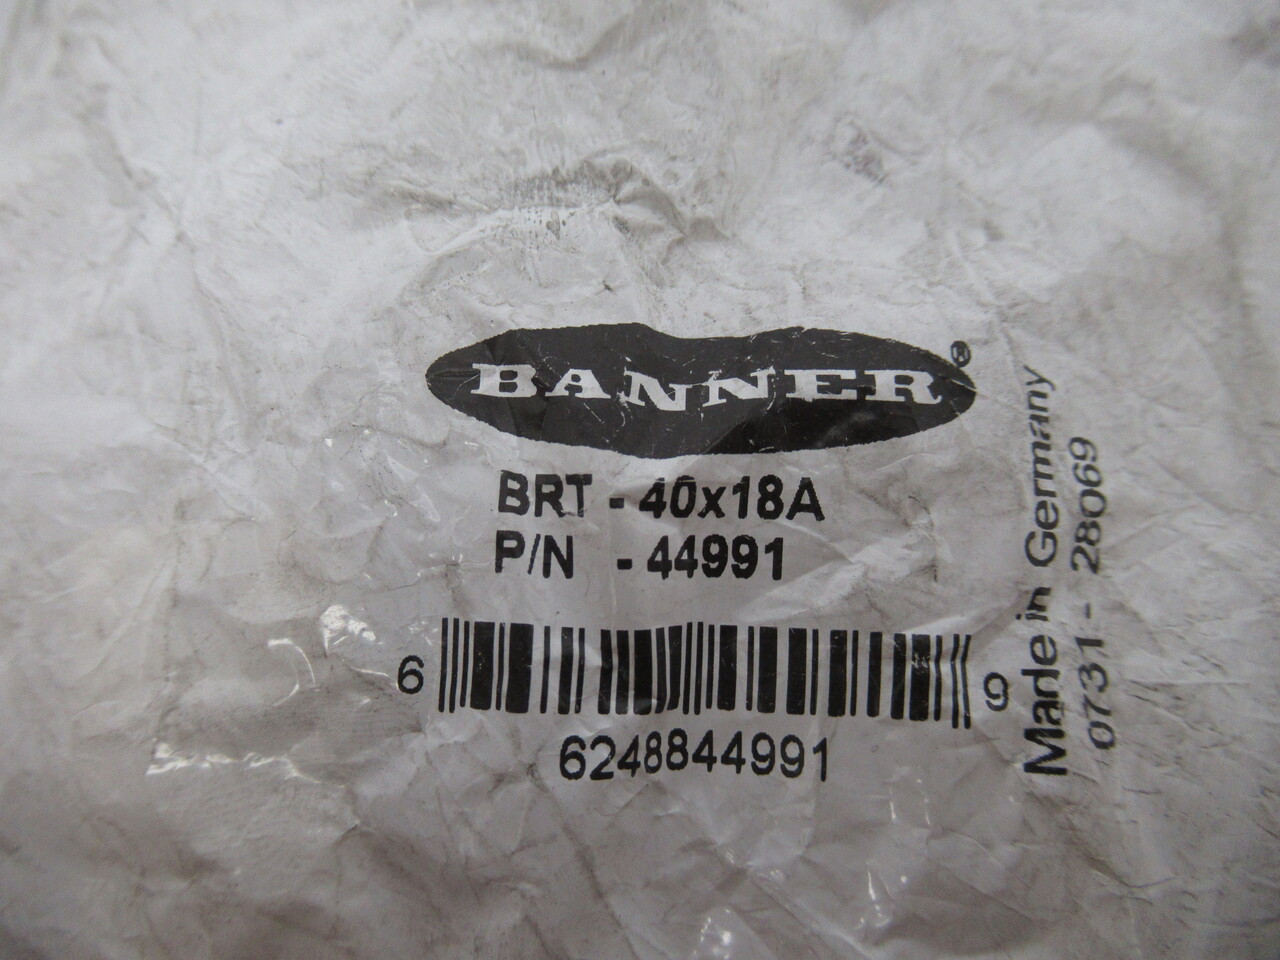 BANNER®
BRT - 40x18A
P/N - 44991
6 9
6248844991
Made in Germany
0731 - 28069